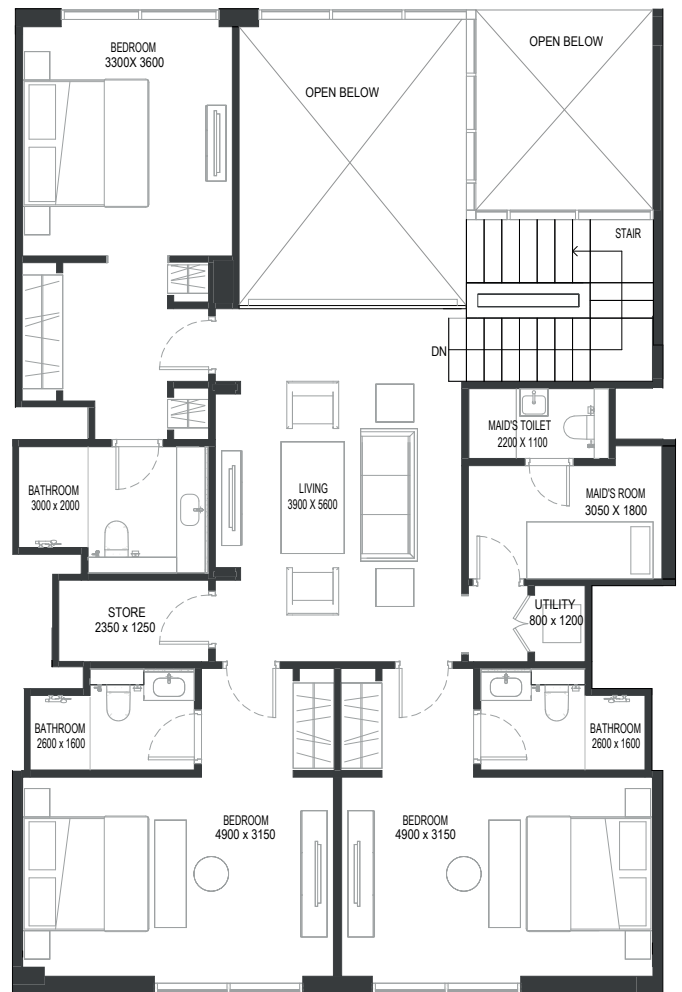 BEDROOM
3300X 3600
OPEN BELOW
OPEN BELOW
STAIR
DN
MAID'S TOILET
2200 X 1100
BATHROOM
3000 x 2000
LIVING
3900 X 5600
MAID'S ROOM
3050 X 1800
STORE
2350 x 1250
UTILITY
800 x 1200
BATHROOM
2600 x 1600
BATHROOM
2600 x 1600
BEDROOM
4900 x 3150
BEDROOM
4900 x 3150